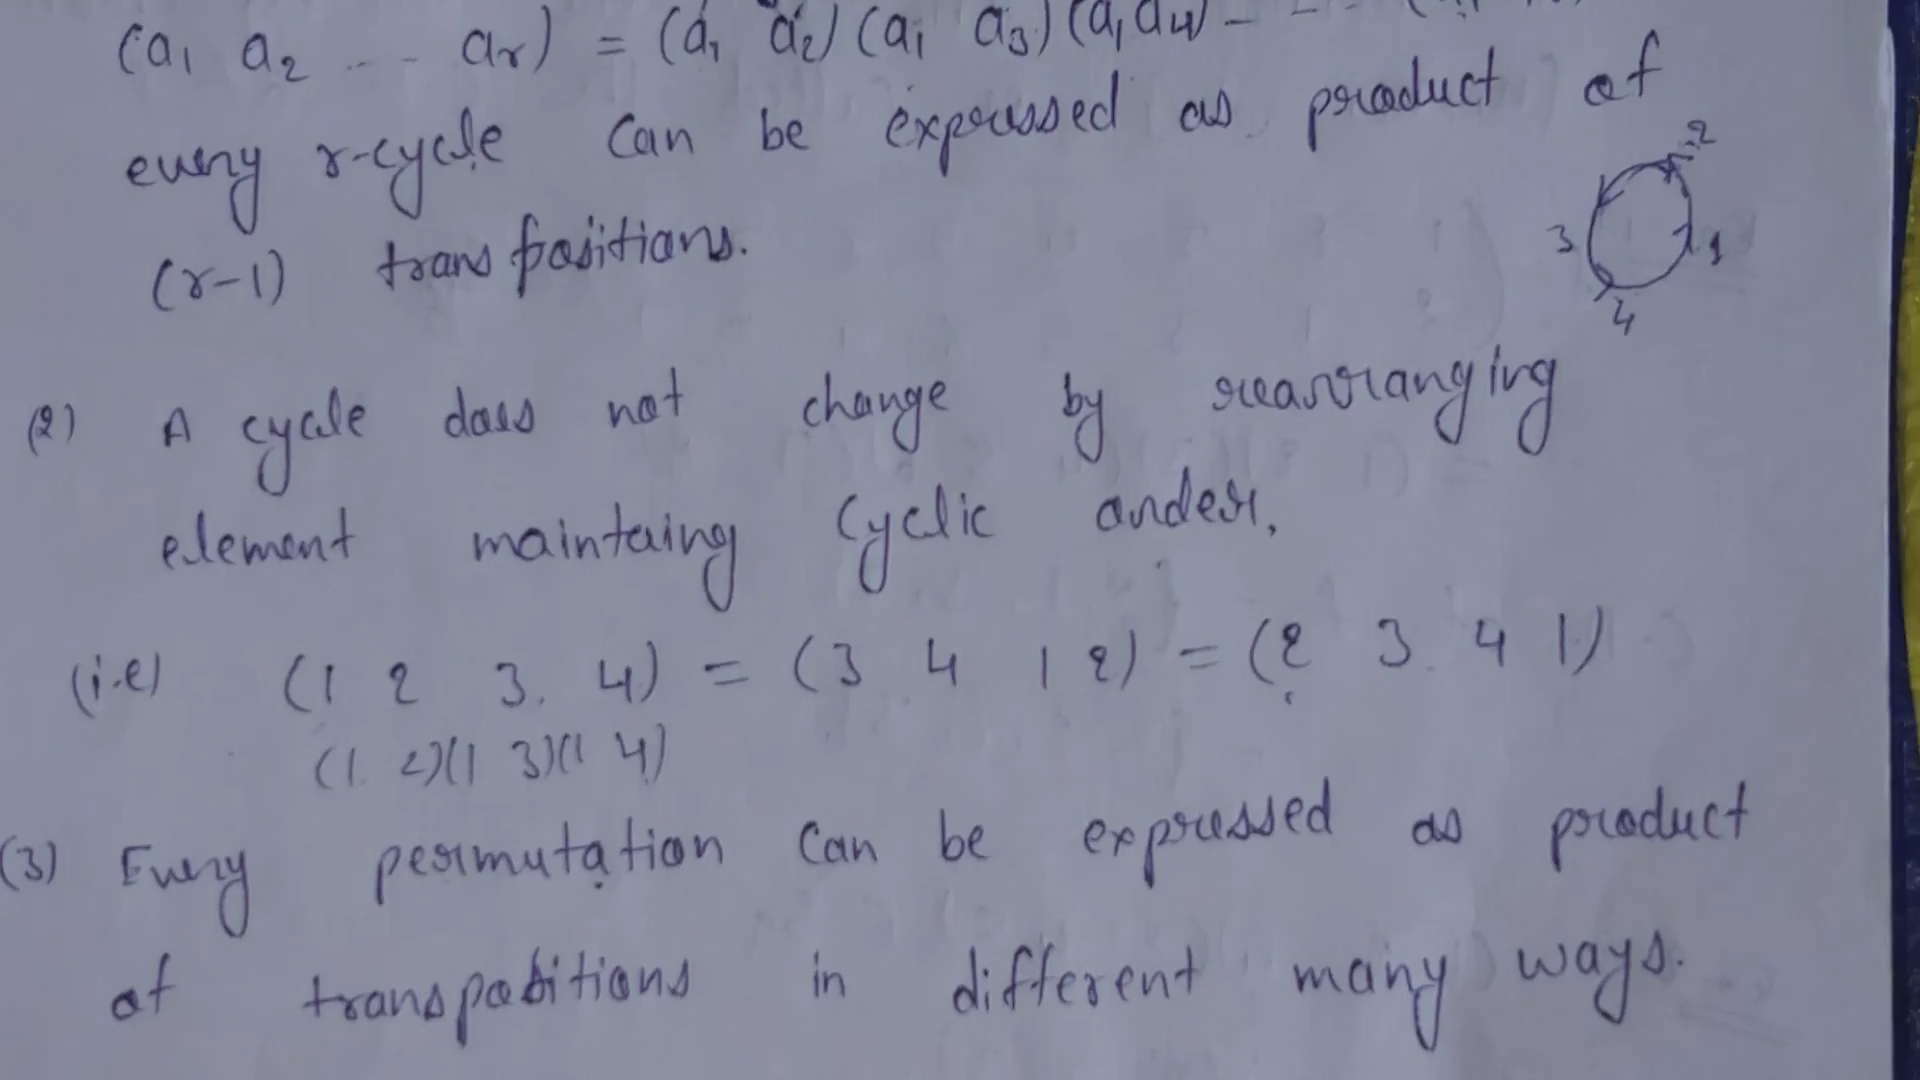 (a1 a2 ... ar) = (a1 a2)(a1 a3)(a1 a4) - - -
every r-cycle can be expressed as product of
(r-1) transpositions.
2
3
1
4
(2) A cycle does not change by rearranging
element maintaing cyclic order.
(i.e) (1 2 3. 4) = (3 4 1 2) = (2 3 4 1)
(1 2)(1 3)(1 4)
(3) Every permutation can be expressed as product
of transpositions in different many ways.